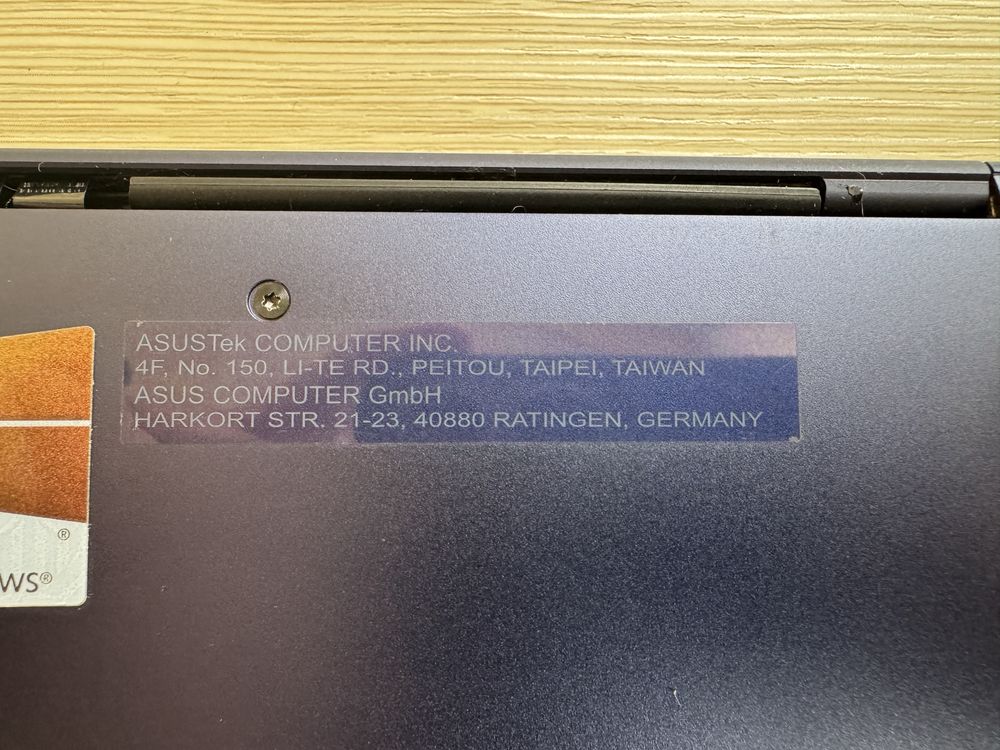 ASUSTek COMPUTER INC.
4F, No. 150, LI-TE RD., PEITOU, TAIPEI, TAIWAN
ASUS COMPUTER GmbH
HARKORT STR. 21-23, 40880 RATINGEN, GERMANY
®
WS®